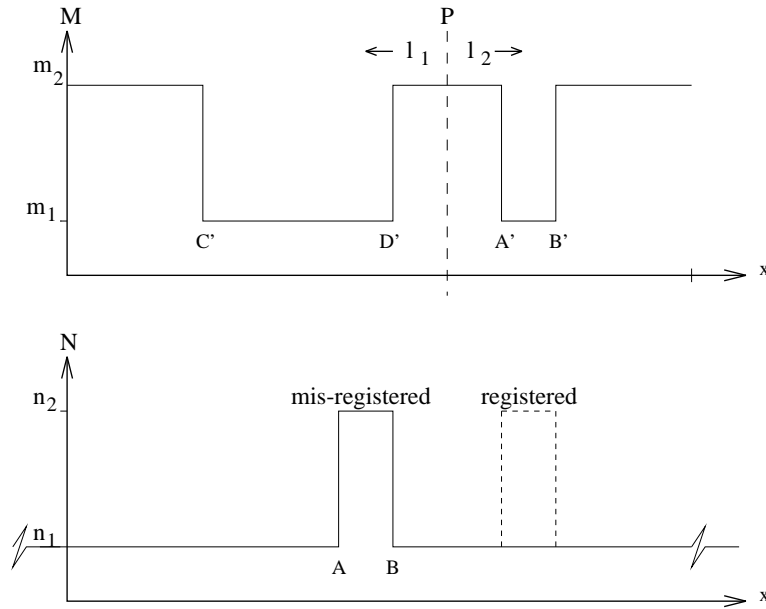 M
P
l 1
l 2
m 2
m 1
C’
D’
A’
B’
x
N
n 2
mis-registered
registered
n 1
A
B
x